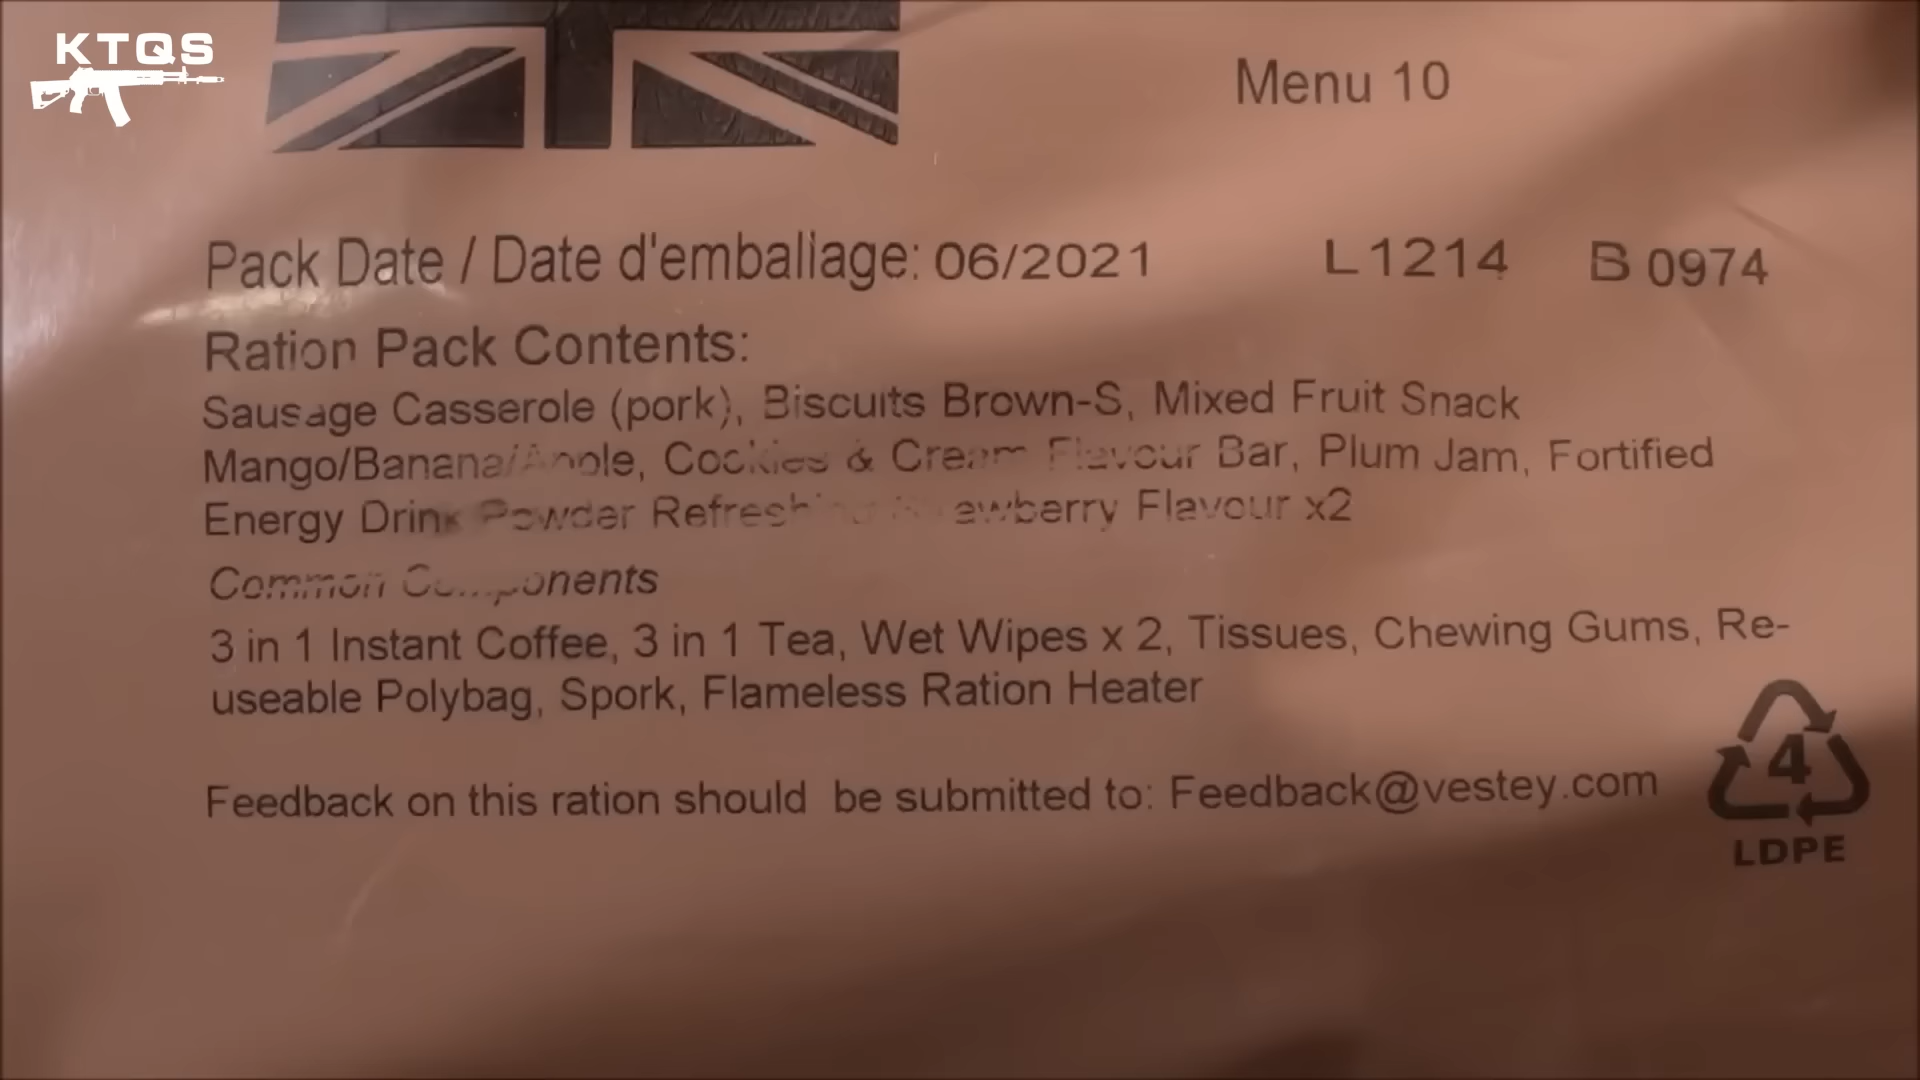 KTQS
Menu 10
Pack Date / Date d'emballage: 06/2021 L1214 B 0974
Ration Pack Contents:
Sausage Casserole (pork), Biscuits Brown-S, Mixed Fruit Snack
Mango/Banana/Apple, Cookies & Cream Flavour Bar, Plum Jam, Fortified
Energy Drink Powder Flavour x2
Common Components
3 in 1 Instant Coffee, 3 in 1 Tea, Wet Wipes x 2, Tissues, Chewing Gums, Re-
useable Polybag, Spork, Flameless Ration Heater
Feedback on this ration should be submitted to: Feedback@vestey.com
4
LDPE